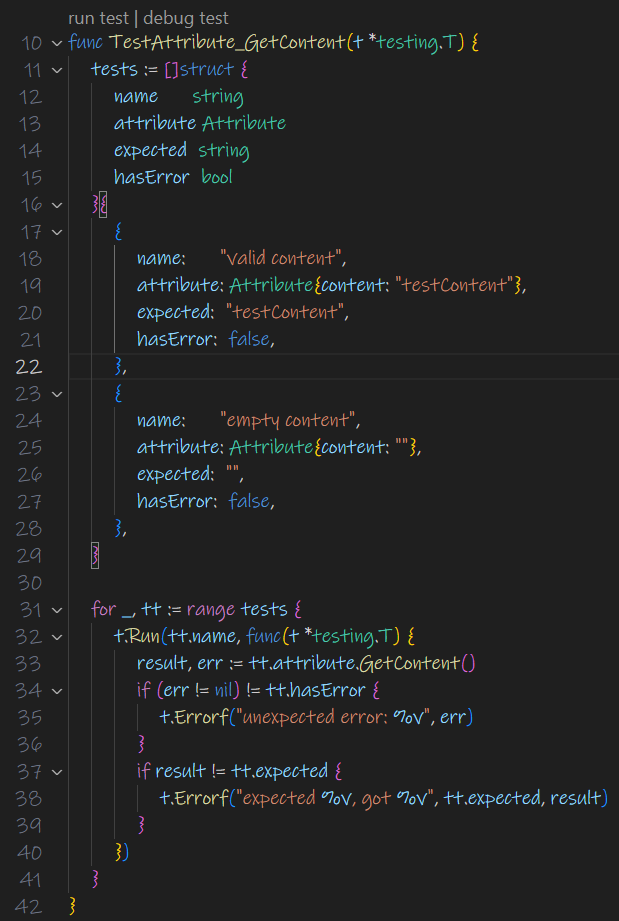 run test | debug test
10 func TestAttribute_GetContent(t *testing.T) {
11 tests := []struct {
12 name string
13 attribute Attribute
14 expected string
15 hasError bool
16 }{
17 {
18 name: "valid content",
19 attribute: Attribute{content: "testContent"},
20 expected: "testContent",
21 hasError: false,
22 },
23 {
24 name: "empty content",
25 attribute: Attribute{content: ""},
26 expected: "",
27 hasError: false,
28 },
29 }
30
31 for _, tt := range tests {
32 t.Run(tt.name, func(t *testing.T) {
33 result, err := tt.attribute.GetContent()
34 if (err != nil) != tt.hasError {
35 t.Errorf("unexpected error: %v", err)
36 }
37 if result != tt.expected {
38 t.Errorf("expected %v, got %v", tt.expected, result)
39 }
40 })
41 }
42 }